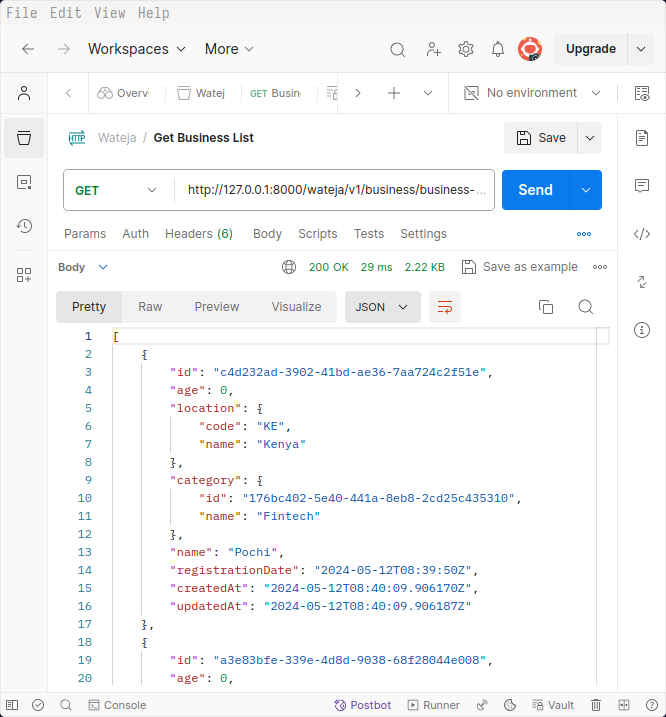 File Edit View Help
Workspaces More Upgrade
Overvi Watej GET Busin No environment
HTTP Wateja / Get Business List Save
GET http://127.0.0.1:8000/wateja/v1/business/business-... Send
Params Auth Headers (6) Body Scripts Tests Settings
Body 200 OK 29 ms 2.22 KB Save as example
Pretty Raw Preview Visualize JSON
1 [
2 {
3 "id": "c4d232ad-3902-41bd-ae36-7aa724c2f51e",
4 "age": 0,
5 "location": {
6 "code": "KE",
7 "name": "Kenya"
8 },
9 "category": {
10 "id": "176bc402-5e40-441a-8eb8-2cd25c435310",
11 "name": "Fintech"
12 },
13 "name": "Pochi",
14 "registrationDate": "2024-05-12T08:39:50Z",
15 "createdAt": "2024-05-12T08:40:09.906170Z",
16 "updatedAt": "2024-05-12T08:40:09.906187Z"
17 },
18 {
19 "id": "a3e83bfe-339e-4d8d-9038-68f28044e008",
20 "age": 0,
Console Postbot Runner Vault